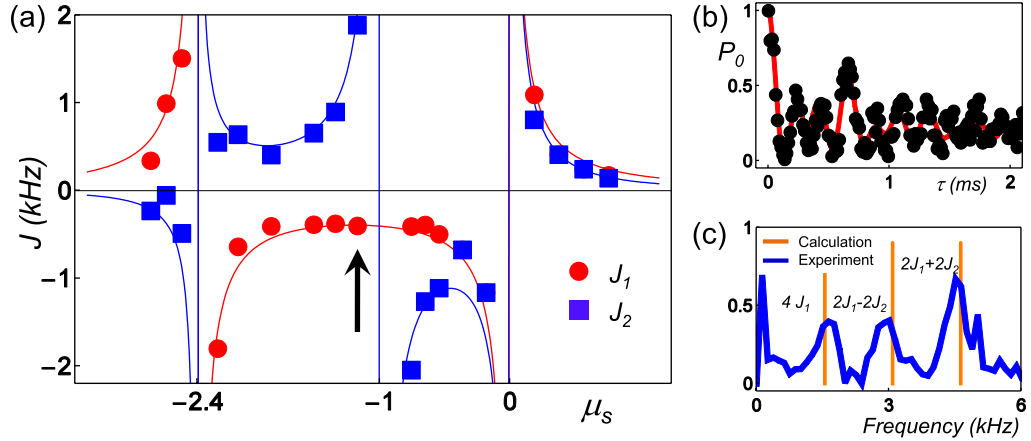 (a)
J (kHz)
2
1
0
−1
−2
−2.4
−1
0
μs
J1
J2
(b)
P0
1
0.5
0
0
1
2
τ (ms)
(c)
1
0.5
0
Calculation
Experiment
4 J1
2J1-2J2
2J1+2J2
0
3
6
Frequency (kHz)